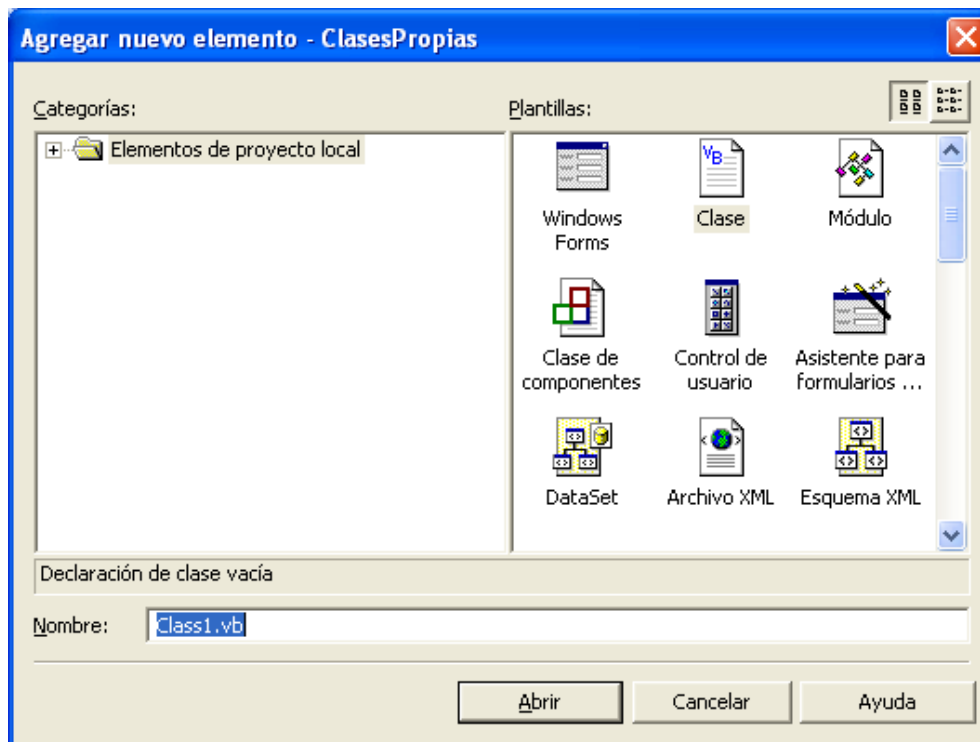 Agregar nuevo elemento - ClasesPropias
Categorías:
Plantillas:
Elementos de proyecto local
Windows
Forms
VB
Clase
Módulo
Clase de
componentes
Control de
usuario
Asistente para
formularios ...
DataSet
Archivo XML
Esquema XML
Declaración de clase vacía
Nombre:
Class1.vb
Abrir
Cancelar
Ayuda